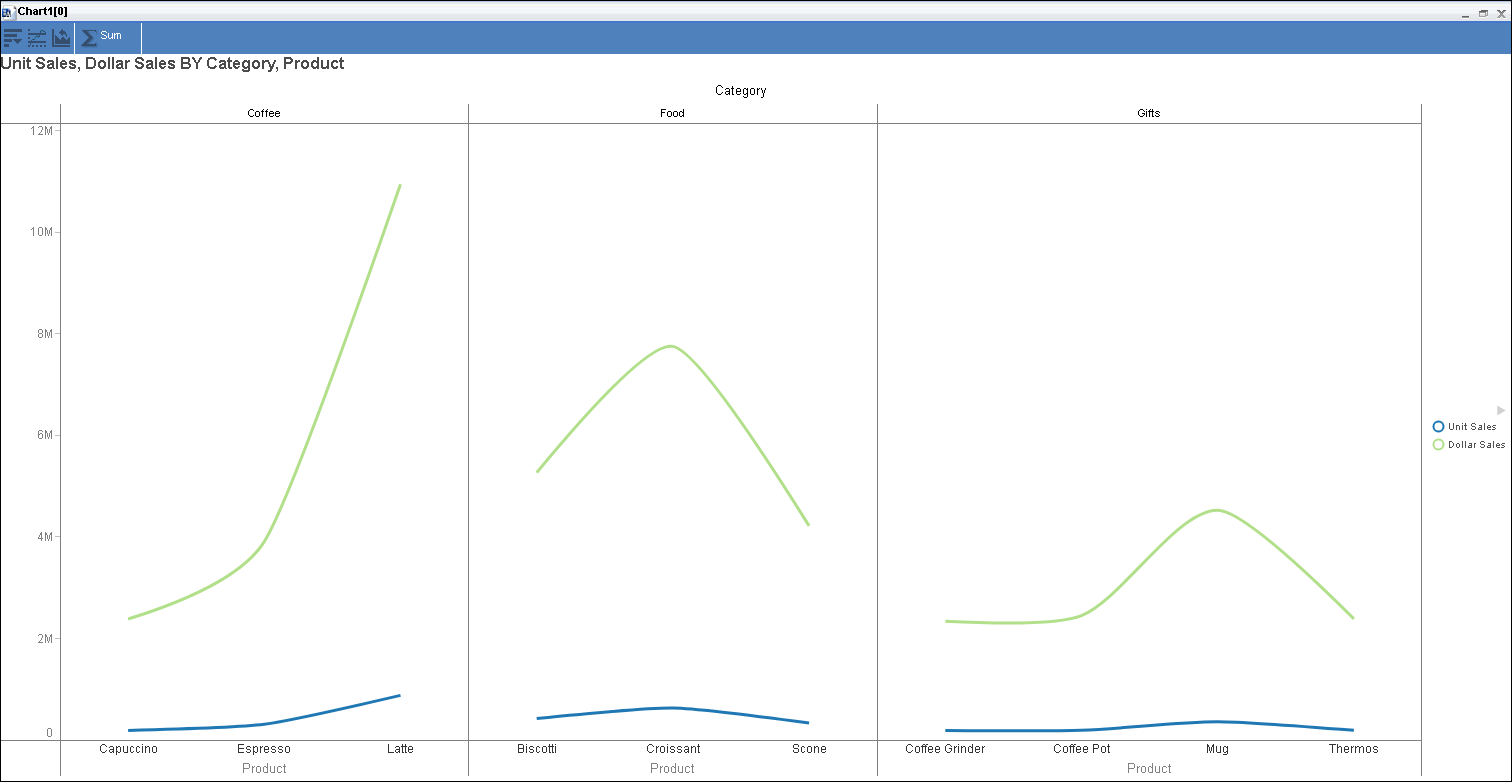 Chart1[0]
Sum
Unit Sales, Dollar Sales BY Category, Product
Category
Coffee Food Gifts
12M
10M
8M
6M
4M
2M
0
Unit Sales
Dollar Sales
Capuccino Espresso Latte Biscotti Croissant Scone Coffee Grinder Coffee Pot Mug Thermos
Product Product Product